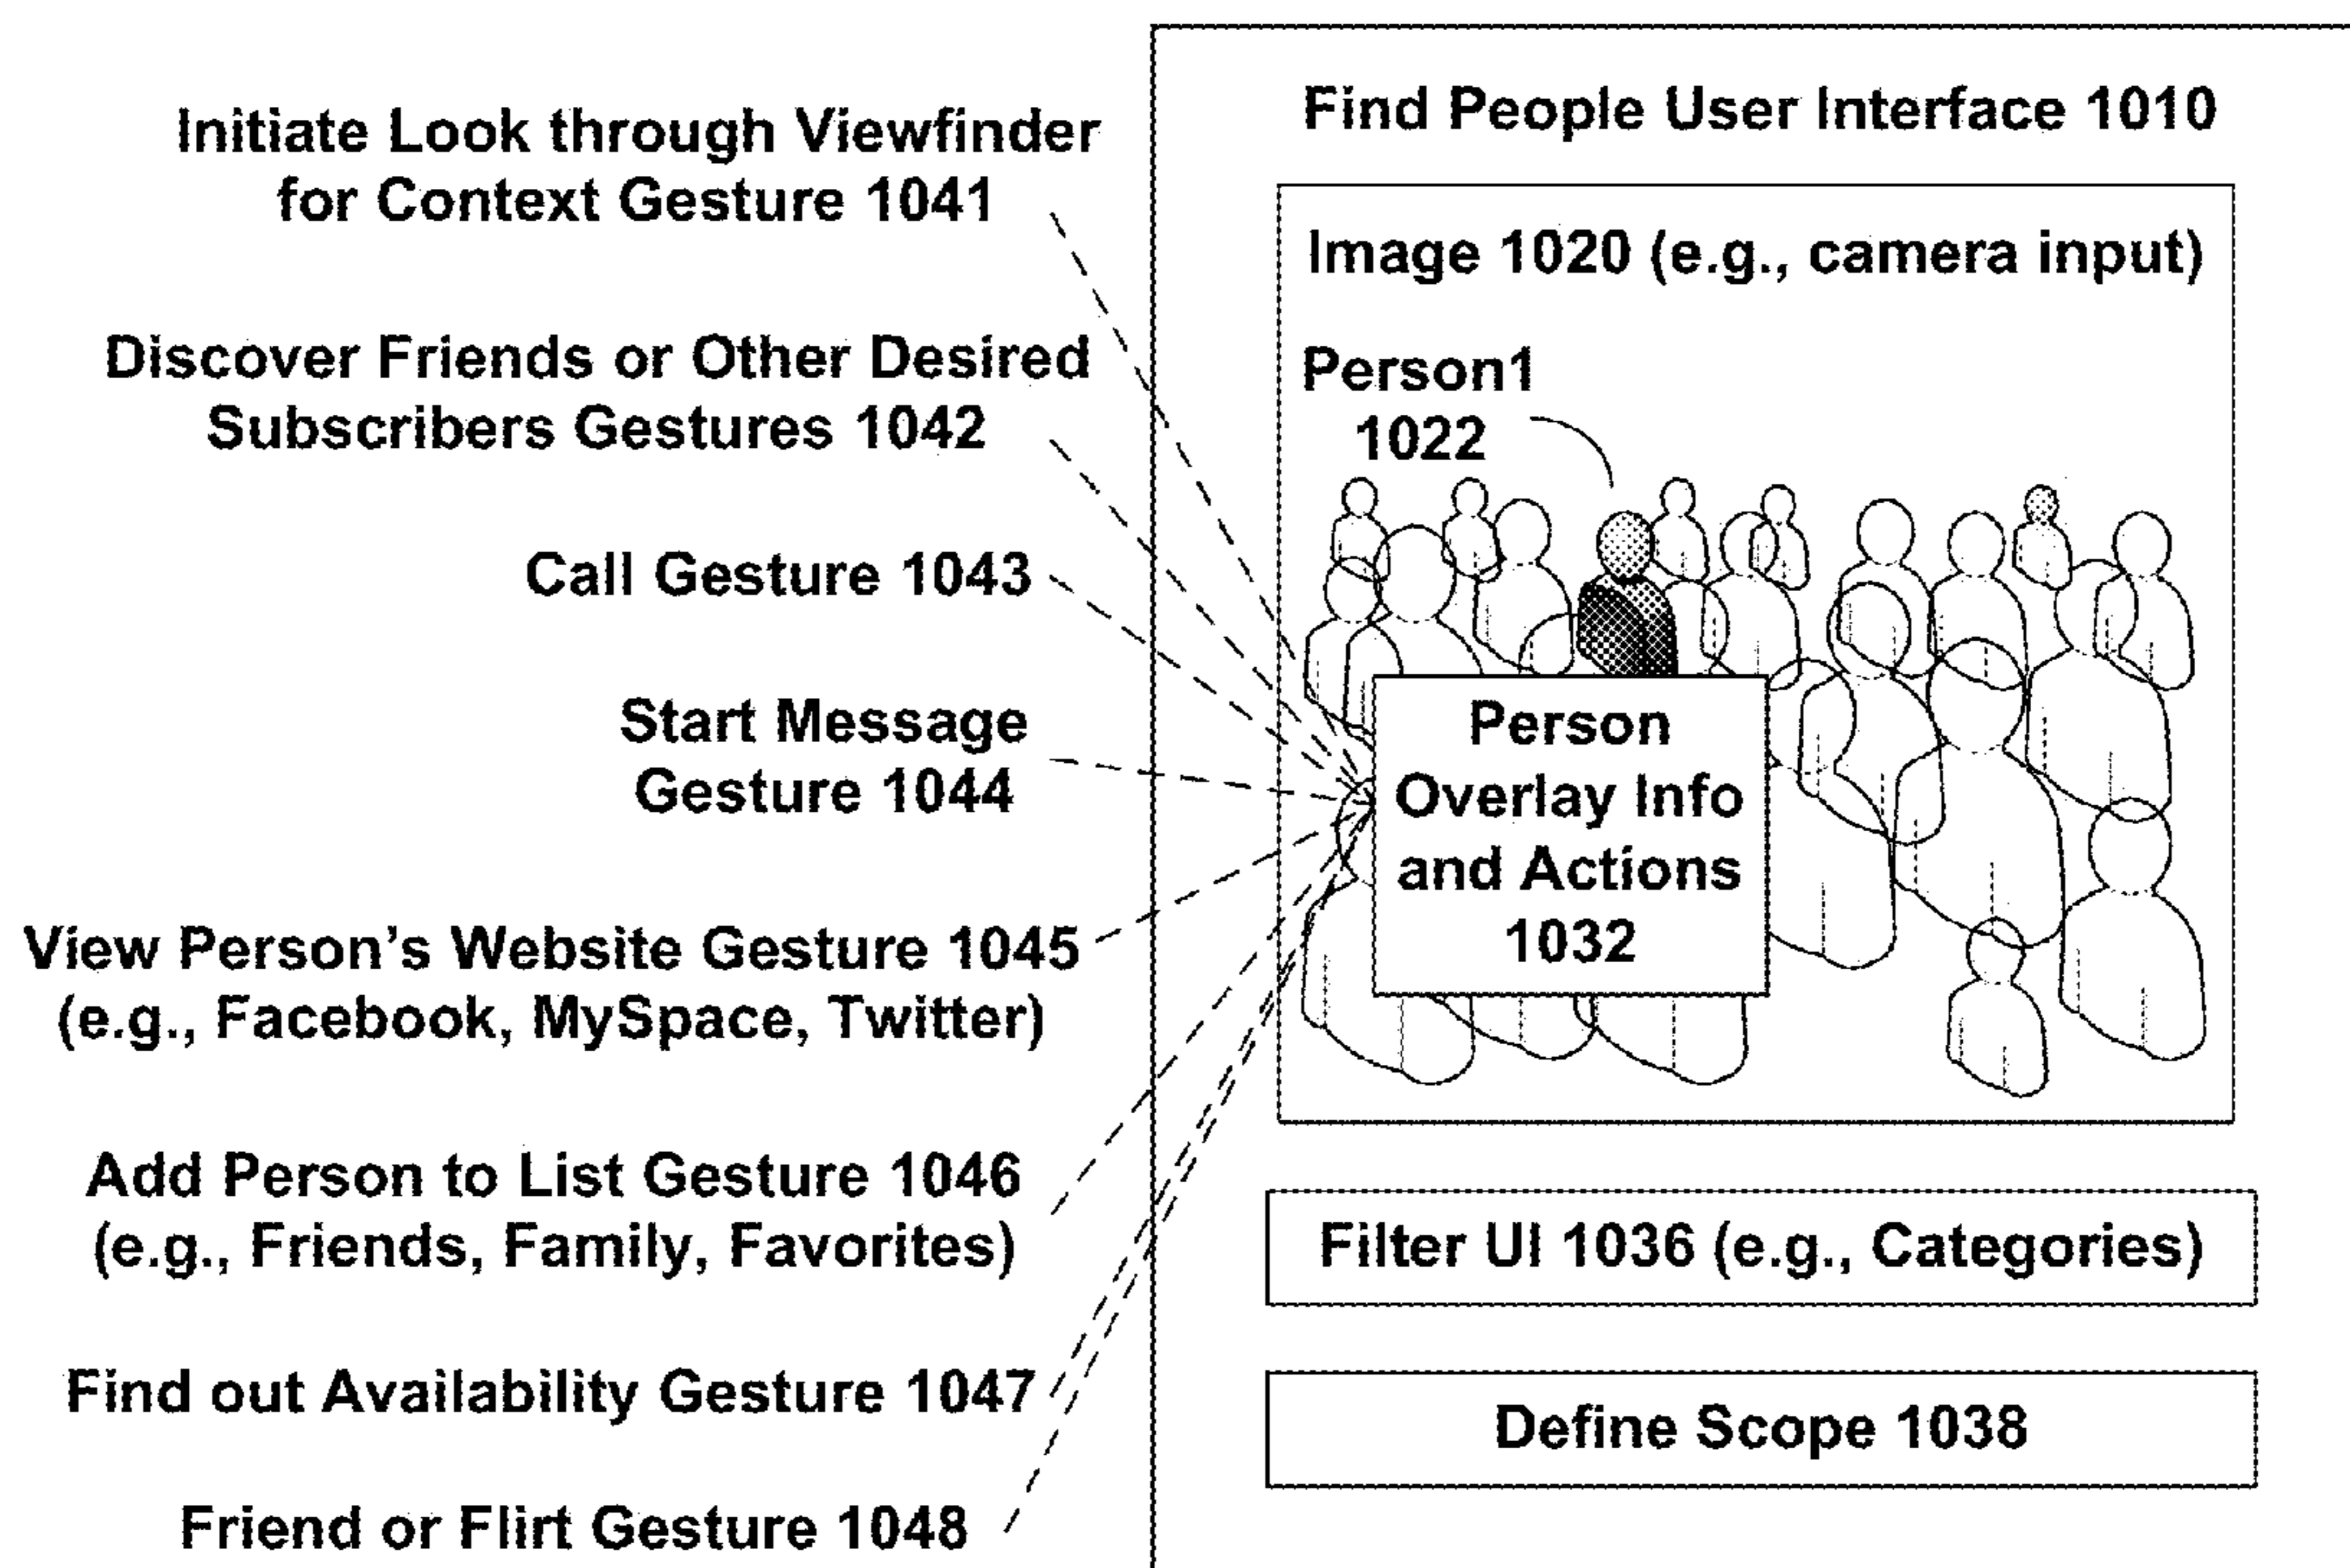 Initiate Look through Viewfinder
for Context Gesture 1041
Discover Friends or Other Desired
Subscribers Gestures 1042
Call Gesture 1043
Start Message
Gesture 1044
View Person's Website Gesture 1045
(e.g., Facebook, MySpace, Twitter)
Add Person to List Gesture 1046
(e.g., Friends, Family, Favorites)
Find out Availability Gesture 1047
Friend or Flirt Gesture 1048
Find People User Interface 1010
Image 1020 (e.g., camera input)
Person1
1022
Person
Overlay Info
and Actions
1032
Filter UI 1036 (e.g., Categories)
Define Scope 1038